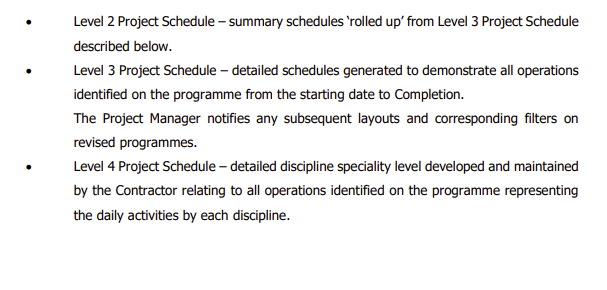 • Level 2 Project Schedule – summary schedules ‘rolled up’ from Level 3 Project Schedule
described below.
• Level 3 Project Schedule – detailed schedules generated to demonstrate all operations
identified on the programme from the starting date to Completion.
The Project Manager notifies any subsequent layouts and corresponding filters on
revised programmes.
• Level 4 Project Schedule – detailed discipline speciality level developed and maintained
by the Contractor relating to all operations identified on the programme representing
the daily activities by each discipline.